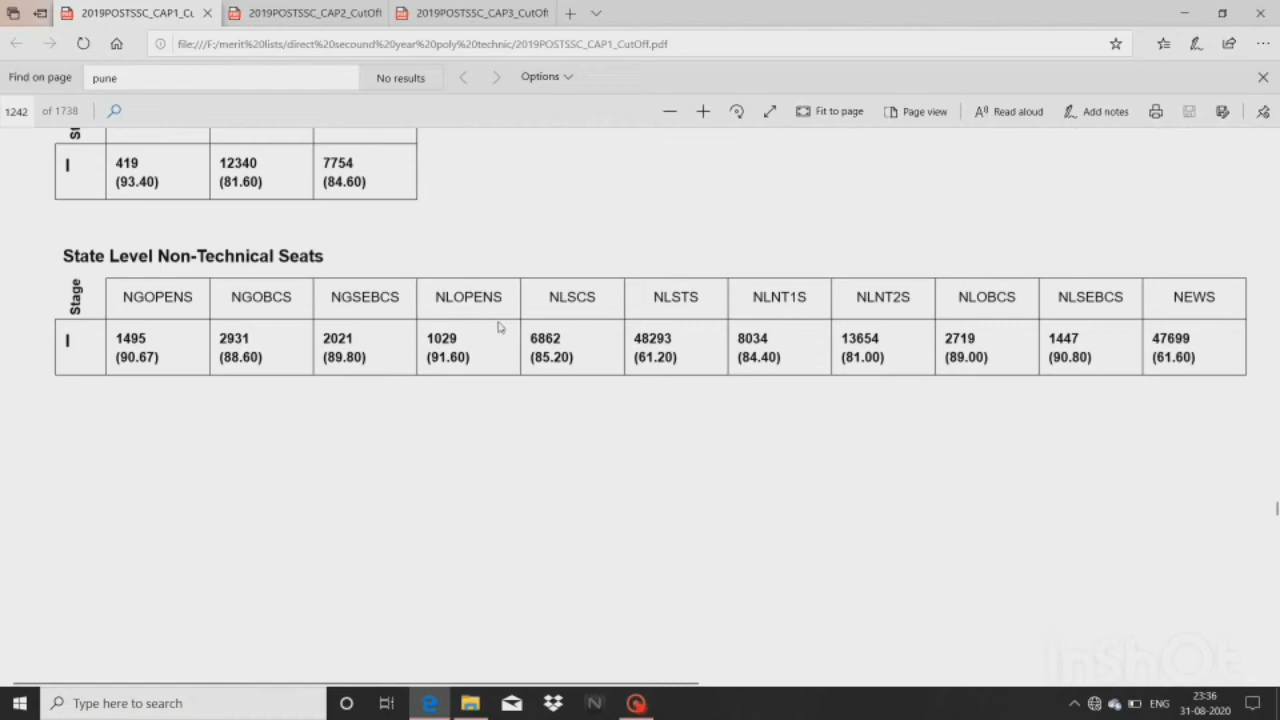 2019POSTSSC_CAP1_Cu
2019POSTSSC_CAP2_CutOff
2019POSTSSC_CAP3_CutOff
file:///F:/merit%20lists/direct%20secound%20year%20poly%20technic/2019POSTSSC_CAP1_CutOff.pdf
Find on page pune No results Options
1242 of 1738 Fit to page Page view Read aloud Add notes
I 419 12340 7754
(93.40) (81.60) (84.60)
State Level Non-Technical Seats
Stage NGOPENS NGOBCS NGSEBCS NLOPENS NLSCS NLSTS NLNT1S NLNT2S NLOBCS NLSEBCS NEWS
I 1495 2931 2021 1029 6862 48293 8034 13654 2719 1447 47699
(90.67) (88.60) (89.80) (91.60) (85.20) (61.20) (84.40) (81.00) (89.00) (90.80) (61.60)
InShOt
Type here to search
ENG
23:36
31-08-2020